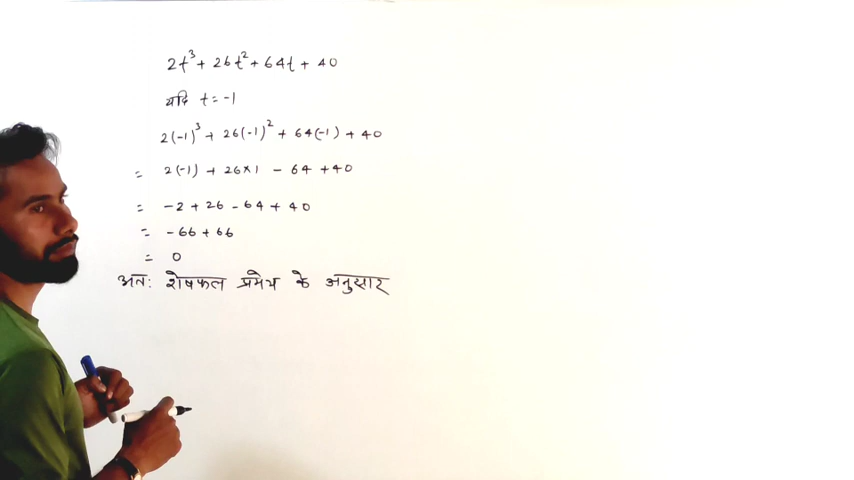 2t³ + 26t² + 64t + 40
यदि t = -1
2(-1)³ + 26(-1)² + 64(-1) + 40
= 2(-1) + 26×1 - 64 + 40
= -2 + 26 - 64 + 40
= -66 + 66
= 0
अतः शेषफल प्रमेय के अनुसार